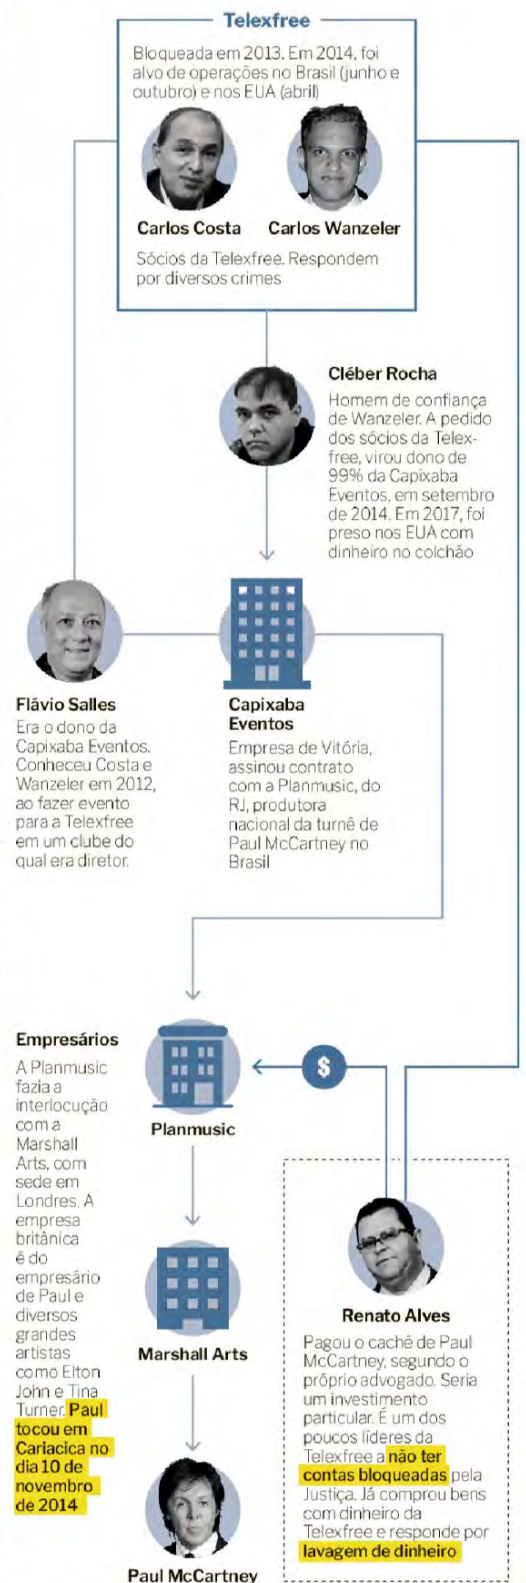 Telexfree
Bloqueada em 2013. Em 2014, foi
alvo de operações no Brasil (junho e
outubro) e nos EUA (abril)
Carlos Costa
Carlos Wanzeler
Sócios da Telexfree. Respondem
por diversos crimes
Cléber Rocha
Homem de confiança
de Wanzeler. A pedido
dos sócios da Telex-
free, virou dono de
99% da Capixaba
Eventos, em setembro
de 2014. Em 2017, foi
preso nos EUA com
dinheiro no colchão
Flávio Salles
Era o dono da
Capixaba Eventos.
Conheceu Costa e
Wanzeler em 2012,
ao fazer evento
para a Telexfree
em um clube do
qual era diretor.
Capixaba
Eventos
Empresa de Vitória,
assinou contrato
com a Planmusic, do
RJ, produtora
nacional da turnê de
Paul McCartney no
Brasil
Empresários
A Planmusic
fazia a
interlocução
com a
Marshall
Arts, com
sede em
Londres. A
empresa
britânica
é do
empresário
de Paul e
diversos
grandes
artistas
como Elton
John e Tina
Turner. Paul
tocou em
Cariacica no
dia 10 de
novembro
de 2014
Planmusic
$
Marshall Arts
Paul McCartney
Renato Alves
Pagou o cachê de Paul
McCartney, segundo o
próprio advogado. Seria
um investimento
particular. É um dos
poucos líderes da
Telexfree a não ter
contas bloqueadas pela
Justiça. Já comprou bens
com dinheiro da
Telexfree e responde por
lavagem de dinheiro